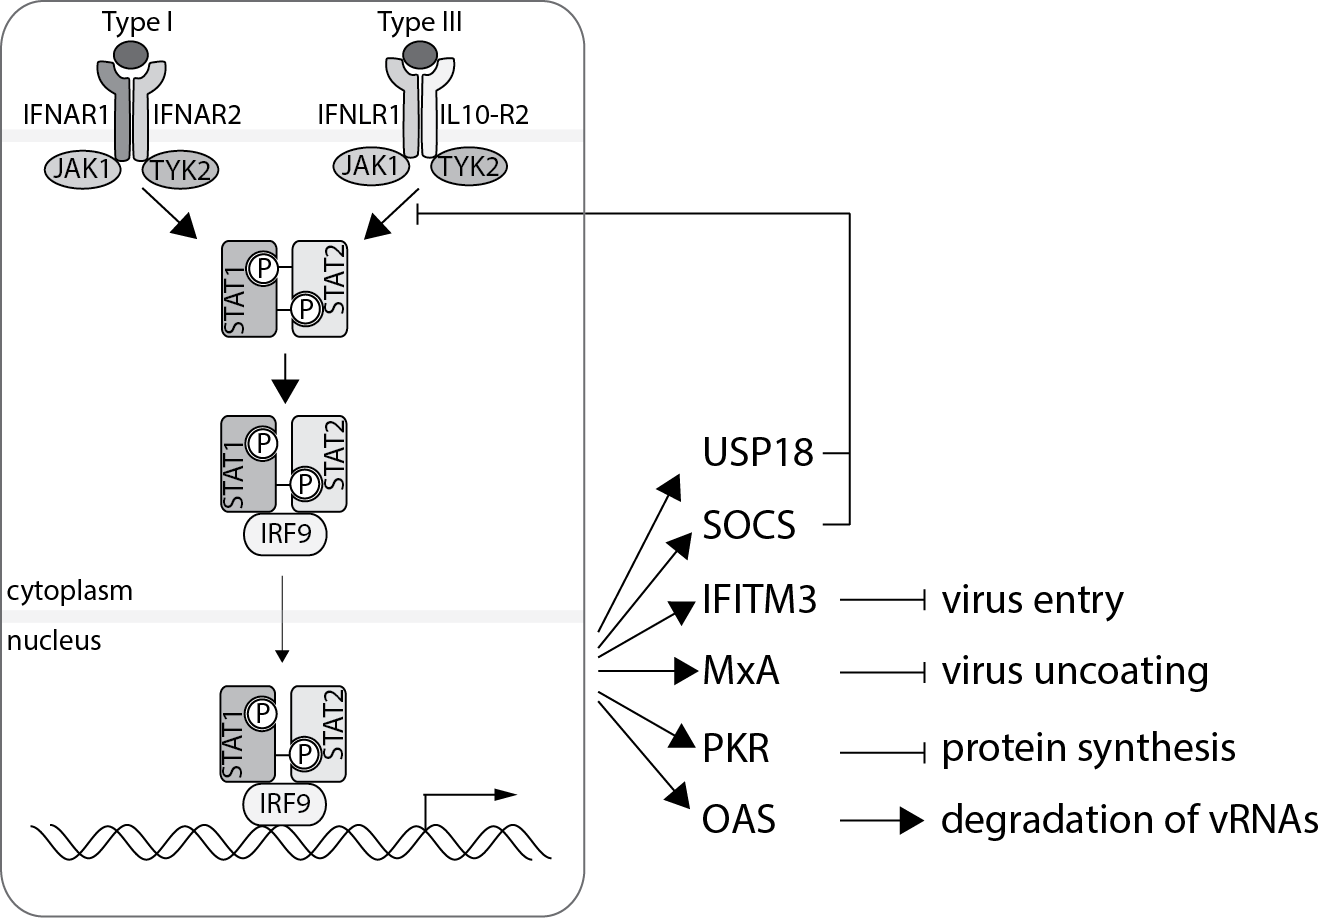 Type I
Type III
IFNAR1
IFNAR2
IFNLR1
IL10-R2
JAK1
TYK2
JAK1
TYK2
STAT1
P
P
STAT2
STAT1
P
P
STAT2
IRF9
cytoplasm
nucleus
STAT1
P
P
STAT2
IRF9
USP18
SOCS
IFITM3
virus entry
MxA
virus uncoating
PKR
protein synthesis
OAS
degradation of vRNAs